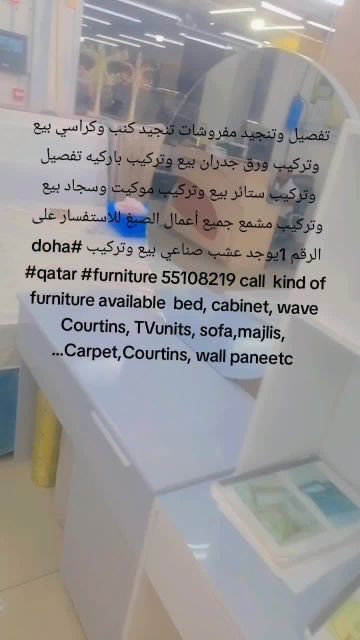 تفصيل وتنجيد مفروشات تنجيد كنب وكراسي بيع
وتركيب ورق جدران بيع وتركيب باركيه تفصيل
وتركيب ستائر بيع وتركيب موكيت وسجاد بيع
وتركيب مشمع جميع أعمال الصبغ للاستفسار على
الرقم 1يوجد عشب صناعي بيع وتركيب #doha
#qatar #furniture 55108219 call kind of
furniture available bed, cabinet, wave
Courtins, TVunits, sofa,majlis,
Carpet,Courtins, wall paneetc...